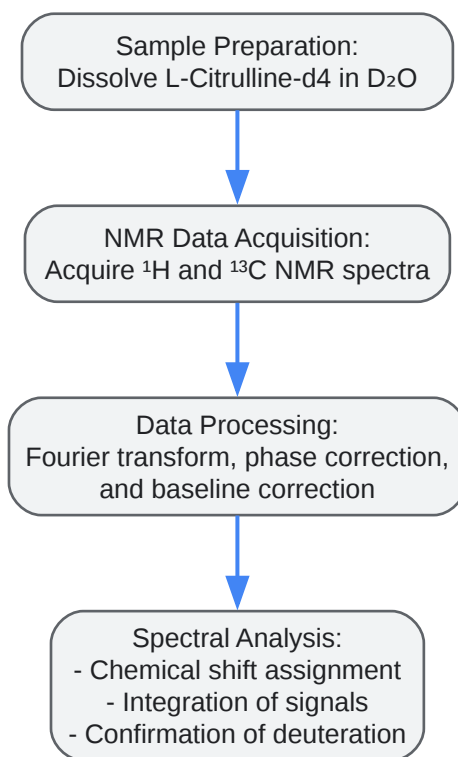 Sample Preparation:
Dissolve L-Citrulline-d4 in D₂O
NMR Data Acquisition:
Acquire ¹H and ¹³C NMR spectra
Data Processing:
Fourier transform, phase correction,
and baseline correction
Spectral Analysis:
- Chemical shift assignment
- Integration of signals
- Confirmation of deuteration